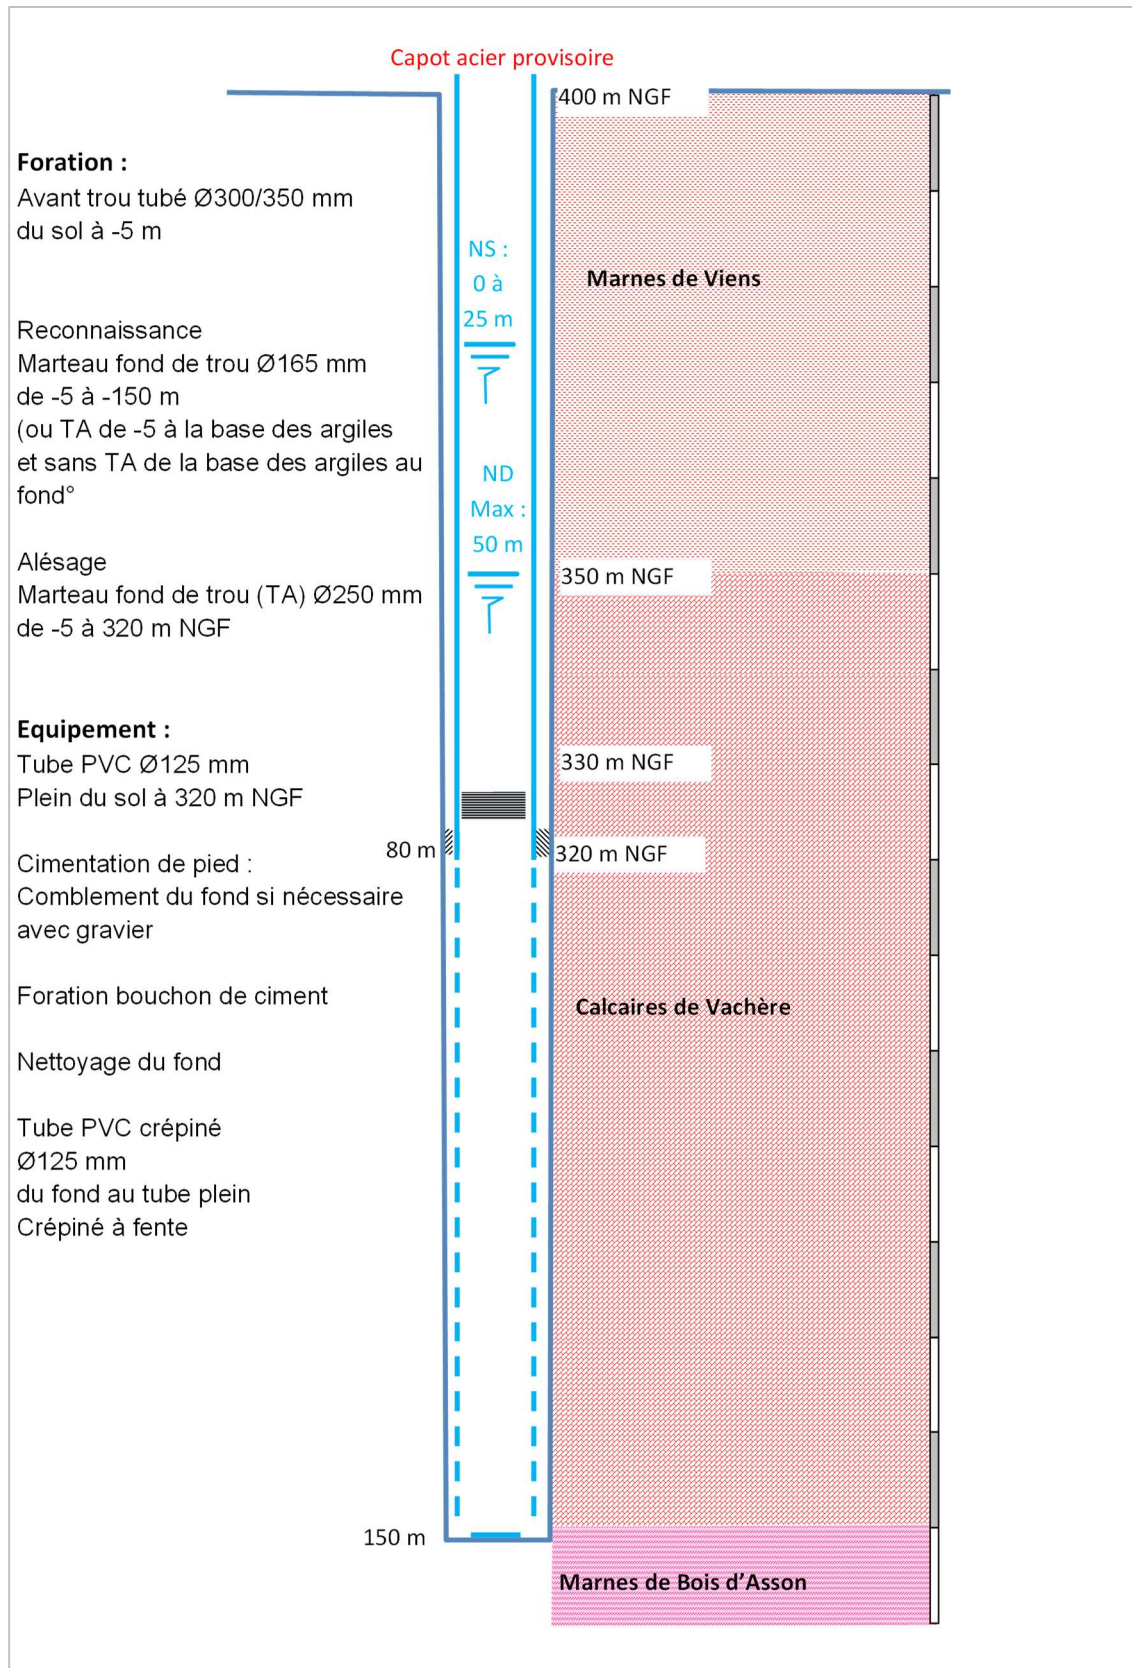 Capot acier provisoire
400 m NGF
Foration :
Avant trou tubé Ø300/350 mm
du sol à -5 m
NS :
0 à
25 m
Marnes de Viens
Reconnaissance
Marteau fond de trou Ø165 mm
de -5 à -150 m
(ou TA de -5 à la base des argiles
et sans TA de la base des argiles au
fond°
ND
Max :
50 m
Alésage
Marteau fond de trou (TA) Ø250 mm
de -5 à 320 m NGF
350 m NGF
Equipement :
Tube PVC Ø125 mm
Plein du sol à 320 m NGF
330 m NGF
80 m
320 m NGF
Cimentation de pied :
Comblement du fond si nécessaire
avec gravier
Foration bouchon de ciment
Calcaires de Vachère
Nettoyage du fond
Tube PVC crépiné
Ø125 mm
du fond au tube plein
Crépiné à fente
150 m
Marnes de Bois d’Asson